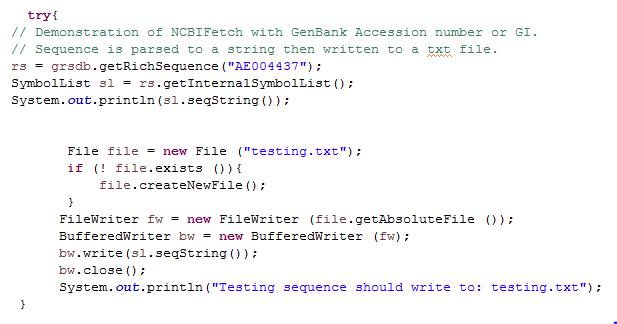 try{
// Demonstration of NCBIFetch with GenBank Accession number or GI.
// Sequence is parsed to a string then written to a txt file.
rs = grsdb.getRichSequence("AE004437");
SymbolList sl = rs.getInternalSymbolList();
System.out.println(sl.seqString());
File file = new File ("testing.txt");
if (! file.exists ()){
file.createNewFile();
}
FileWriter fw = new FileWriter (file.getAbsoluteFile ());
BufferedWriter bw = new BufferedWriter (fw);
bw.write(sl.seqString());
bw.close();
System.out.println("Testing sequence should write to: testing.txt");
}